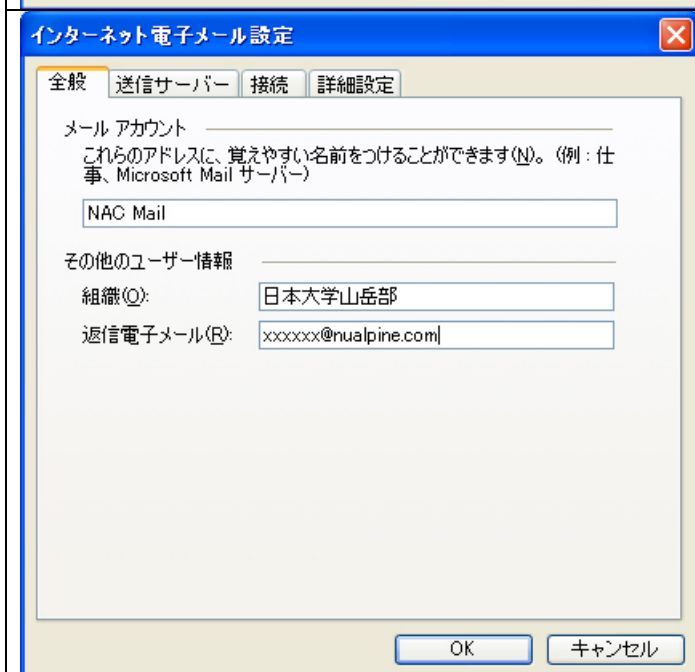 インターネット電子メール設定
全般 送信サーバー 接続 詳細設定
メール アカウント
これらのアドレスに、覚えやすい名前をつけることができます(N)。(例 : 仕
事、Microsoft Mail サーバー)
NAC Mail
その他のユーザー情報
組織(O): 日本大学山岳部
返信電子メール(R): xxxxxx@nualpine.com
OK キャンセル